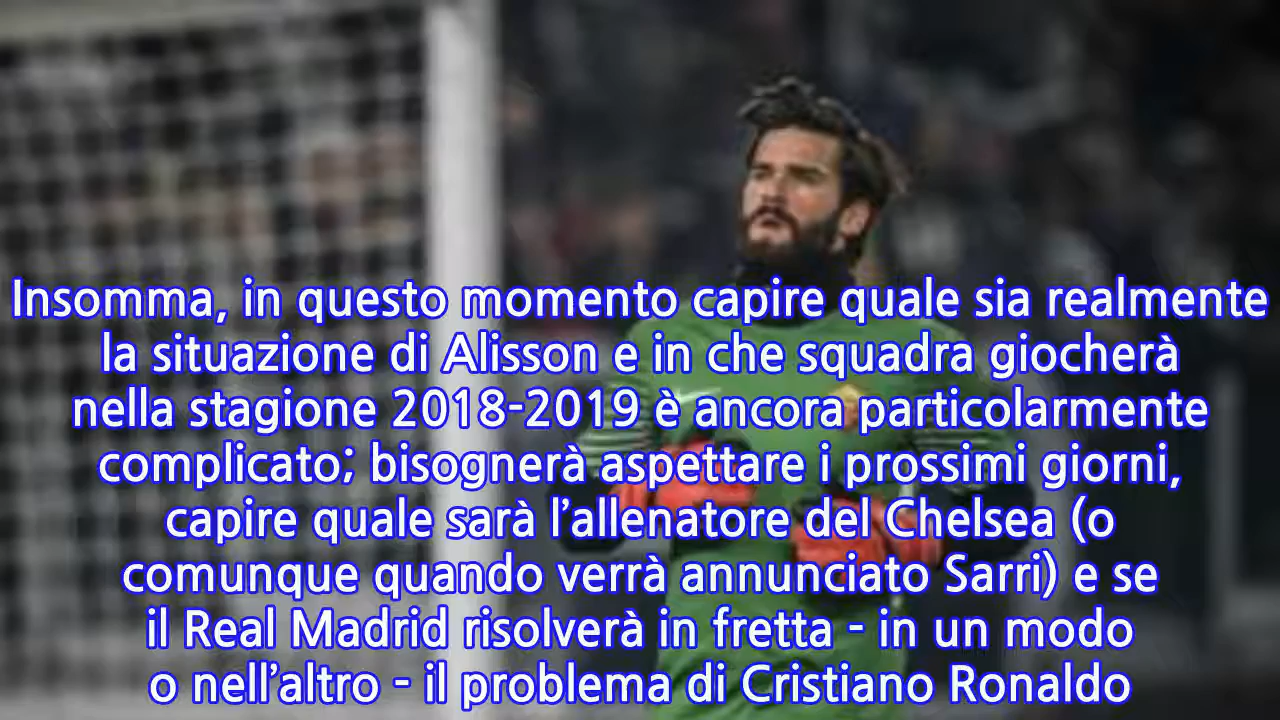 Insomma, in questo momento capire quale sia realmente
la situazione di Alisson e in che squadra giocherà
nella stagione 2018-2019 è ancora particolarmente
complicato; bisognerà aspettare i prossimi giorni,
capire quale sarà l’allenatore del Chelsea (o
comunque quando verrà annunciato Sarri) e se
il Real Madrid risolverà in fretta - in un modo
o nell’altro - il problema di Cristiano Ronaldo